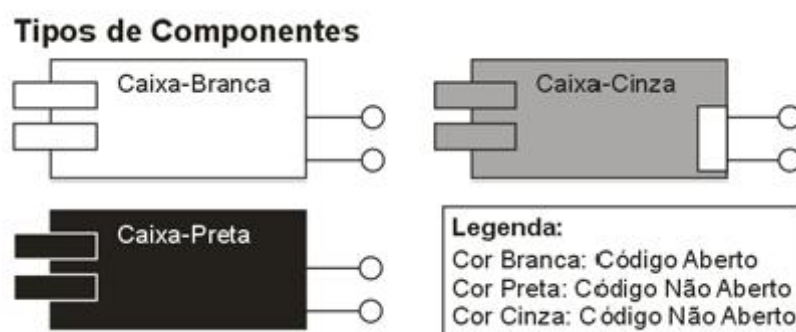 Tipos de Componentes
Caixa-Branca
Caixa-Cinza
Caixa-Preta
Legenda:
Cor Branca: Código Aberto
Cor Preta: Código Não Aberto
Cor Cinza: Código Não Aberto